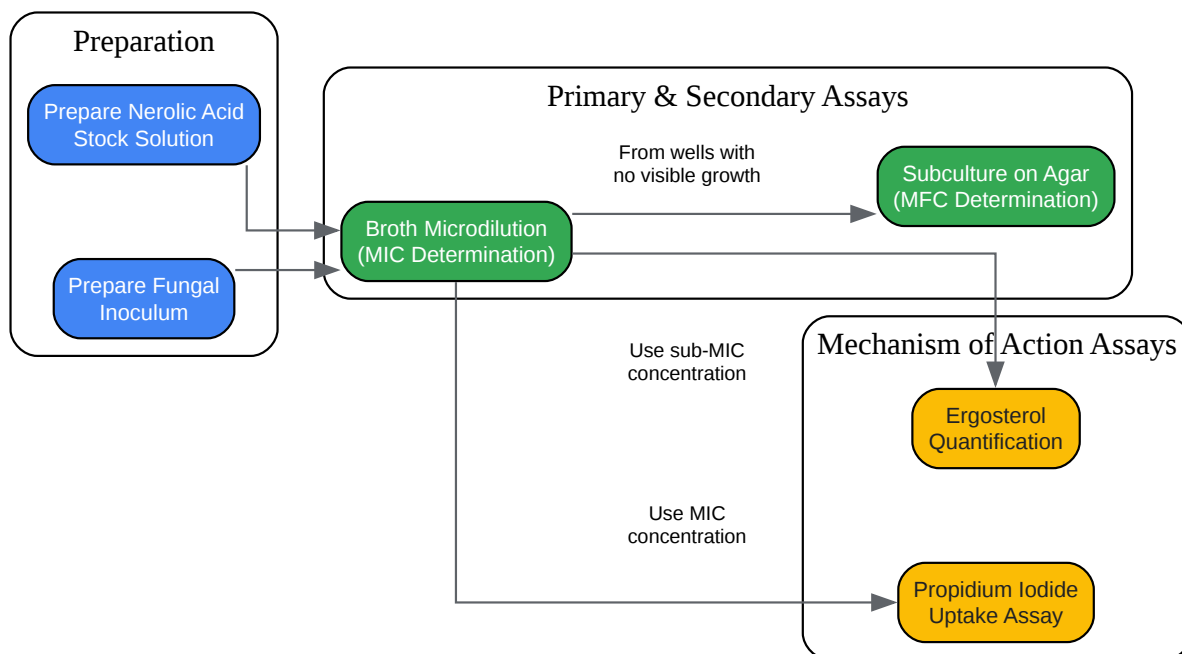 Preparation
Prepare Nerolic Acid
Stock Solution
Prepare Fungal
Inoculum
Primary & Secondary Assays
From wells with
no visible growth
Subculture on Agar
(MFC Determination)
Broth Microdilution
(MIC Determination)
Use sub-MIC
concentration
Mechanism of Action Assays
Ergosterol
Quantification
Use MIC
concentration
Propidium Iodide
Uptake Assay